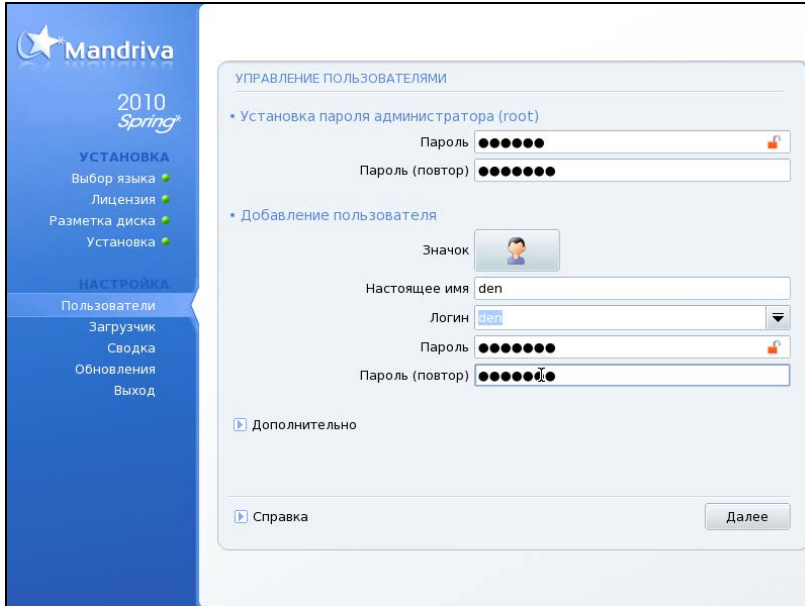 Mandriva
2010
Spring*
УСТАНОВКА
Выбор языка
Лицензия
Разметка диска
Установка
НАСТРОЙКА
Пользователи
Загрузчик
Сводка
Обновления
Выход
УПРАВЛЕНИЕ ПОЛЬЗОВАТЕЛЯМИ
• Установка пароля администратора (root)
Пароль ●●●●●●
Пароль (повтор) ●●●●●●●
• Добавление пользователя
Значок
Настоящее имя den
Логин den
Пароль ●●●●●●●
Пароль (повтор) ●●●●●●●
Дополнительно
Справка
Далее